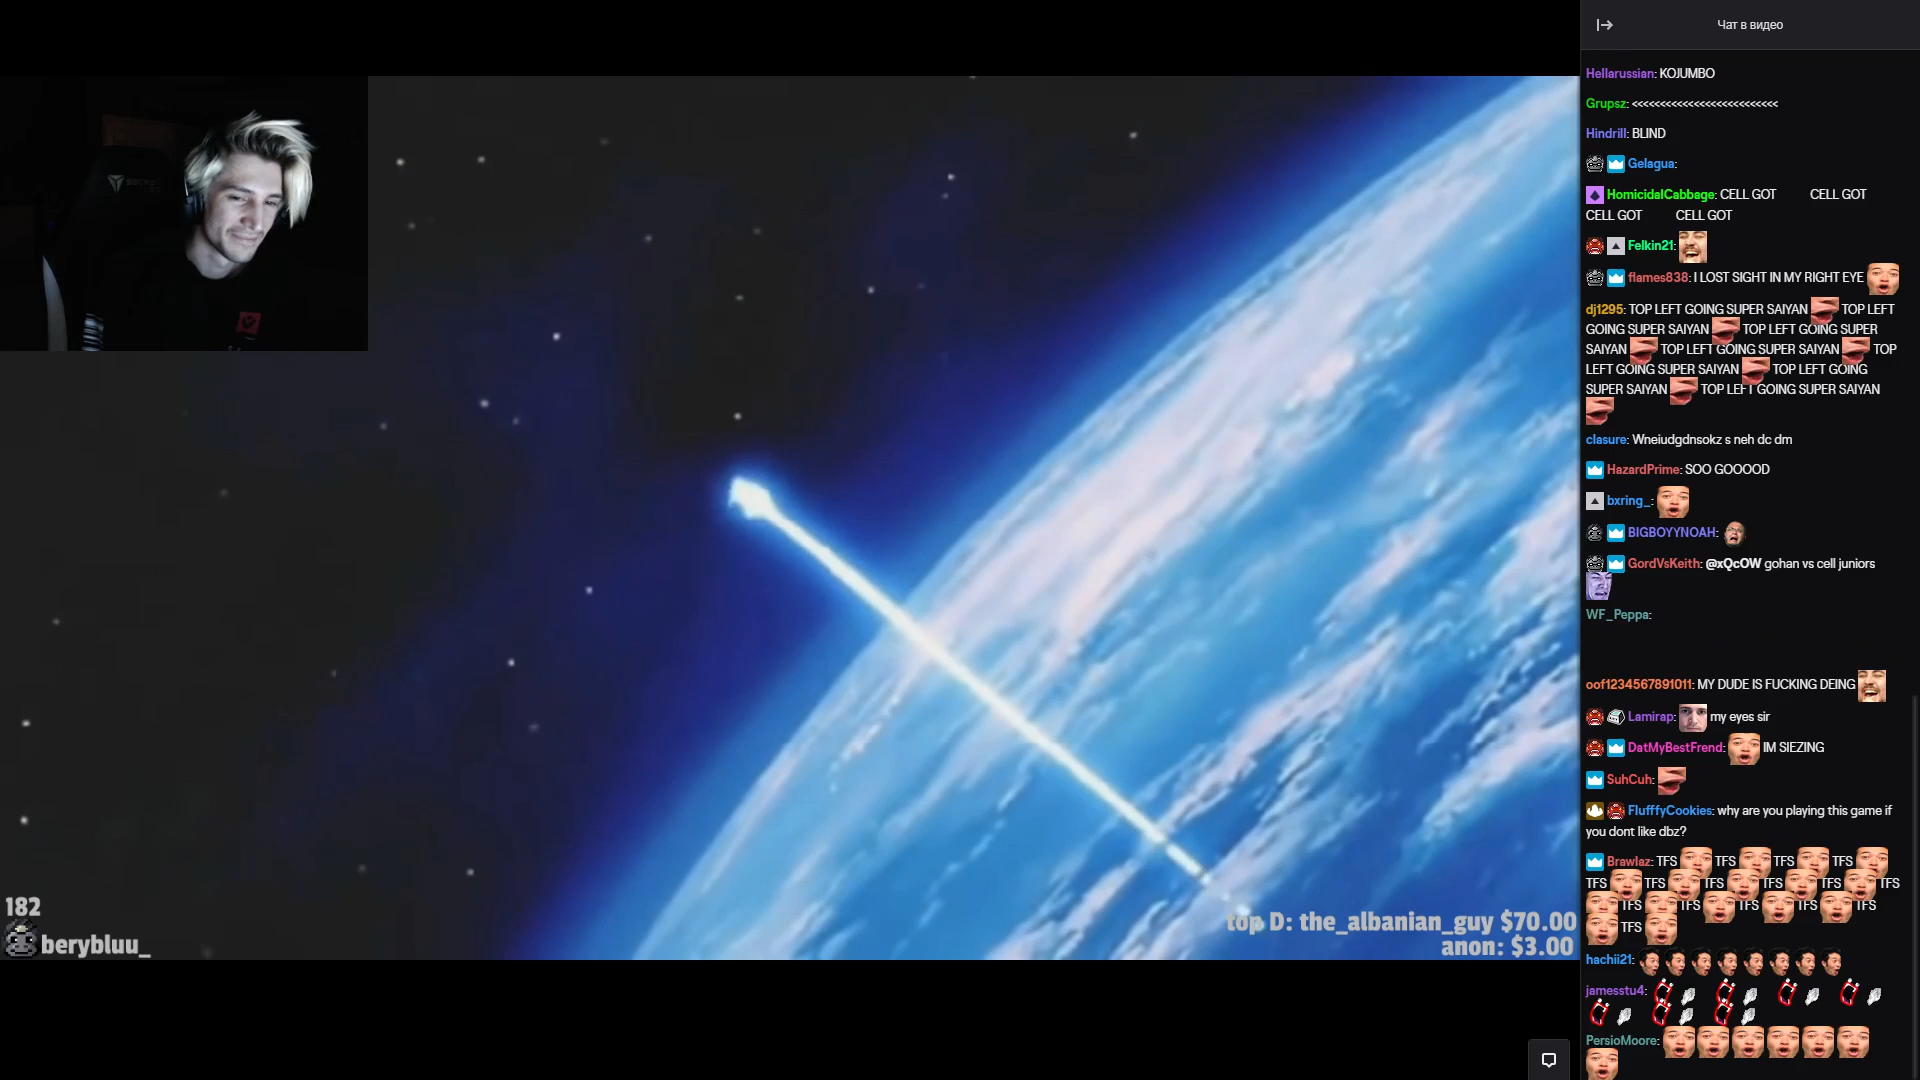 Чат в видео
Hellarussian: KOJUMBO
Grupsz: <<<<<<<<<<<<<<<<<<<<<<<<<<
Hindrill: BLIND
Gelagua:
HomicidalCabbage: CELL GOT CELL GOT
CELL GOT CELL GOT
Felkin21:
flames838: I LOST SIGHT IN MY RIGHT EYE
dj1295: TOP LEFT GOING SUPER SAIYAN TOP LEFT
GOING SUPER SAIYAN TOP LEFT GOING SUPER
SAIYAN TOP LEFT GOING SUPER SAIYAN TOP
LEFT GOING SUPER SAIYAN TOP LEFT GOING
SUPER SAIYAN TOP LEFT GOING SUPER SAIYAN
clasure: Wneiudgdnsokz s neh dc dm
HazardPrime: SOO GOOOOD
bxring_:
BIGBOYYNOAH:
GordVsKeith: @xQcOW gohan vs cell juniors
WF_Peppa:
oof1234567891011: MY DUDE IS FUCKING DEING
Lamirap: my eyes sir
DatMyBestFrend: IM SIEZING
SuhCuh:
FlufffyCookies: why are you playing this game if
you dont like dbz?
Brawlaz: TFS TFS TFS TFS
TFS TFS TFS TFS TFS TFS
TFS TFS TFS TFS TFS
TFS
hachii21:
jamesstu4:
PersioMoore:
182
berybluu_
top D: the_albanian_guy $70.00
anon: $3.00